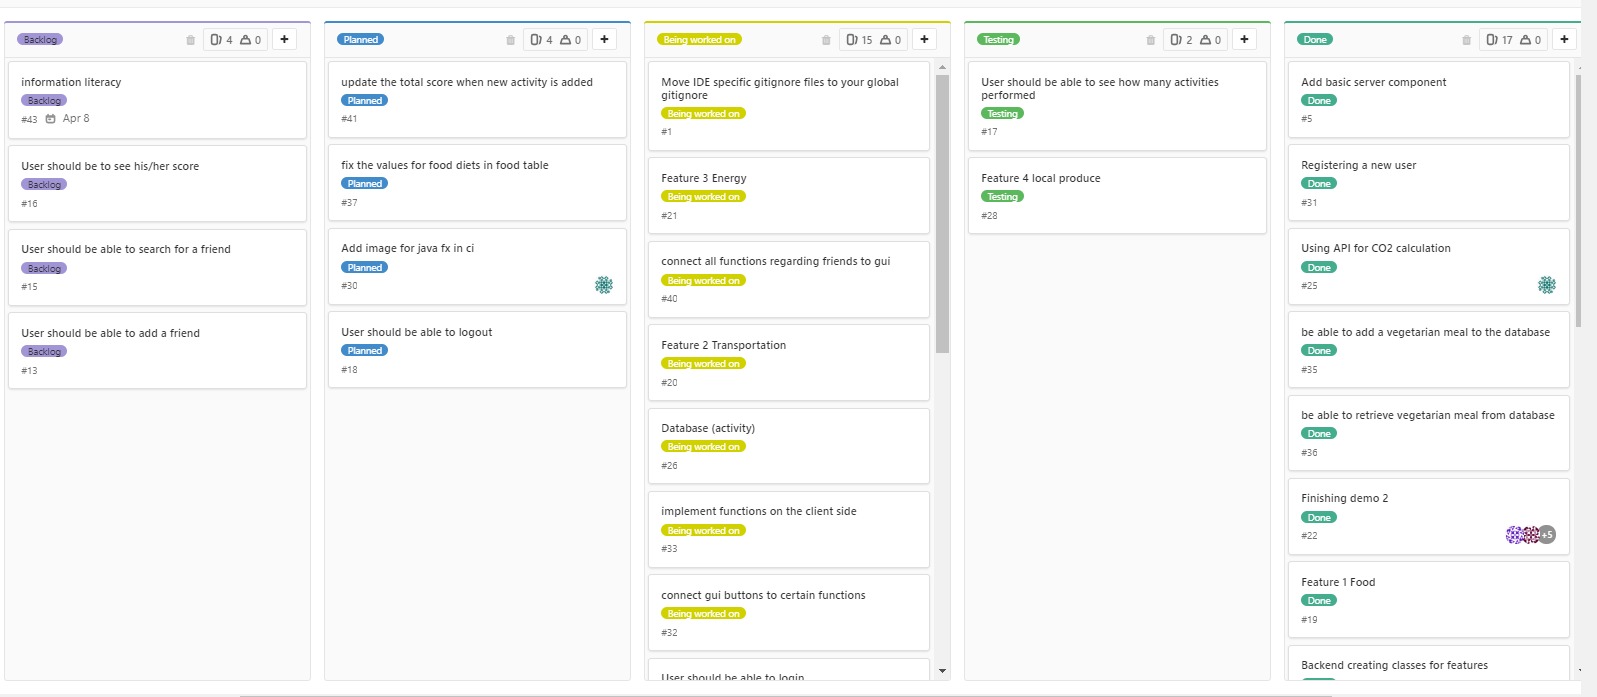 Backlog
4 0
+
information literacy
Backlog
#43 Apr 8
User should be to see his/her score
Backlog
#16
User should be able to search for a friend
Backlog
#15
User should be able to add a friend
Backlog
#13
Planned
4 0
+
update the total score when new activity is added
Planned
#41
fix the values for food diets in food table
Planned
#37
Add image for java fx in ci
Planned
#30
User should be able to logout
Planned
#18
Being worked on
15 0
+
Move IDE specific gitignore files to your global
gitignore
Being worked on
#1
Feature 3 Energy
Being worked on
#21
connect all functions regarding friends to gui
Being worked on
#40
Feature 2 Transportation
Being worked on
#20
Database (activity)
Being worked on
#26
implement functions on the client side
Being worked on
#33
connect gui buttons to certain functions
Being worked on
#32
User should be able to login
Testing
2 0
+
User should be able to see how many activities
performed
Testing
#17
Feature 4 local produce
Testing
#28
Done
17 0
+
Add basic server component
Done
#5
Registering a new user
Done
#31
Using API for CO2 calculation
Done
#25
be able to add a vegetarian meal to the database
Done
#35
be able to retrieve vegetarian meal from database
Done
#36
Finishing demo 2
Done
#22 +5
Feature 1 Food
Done
#19
Backend creating classes for features